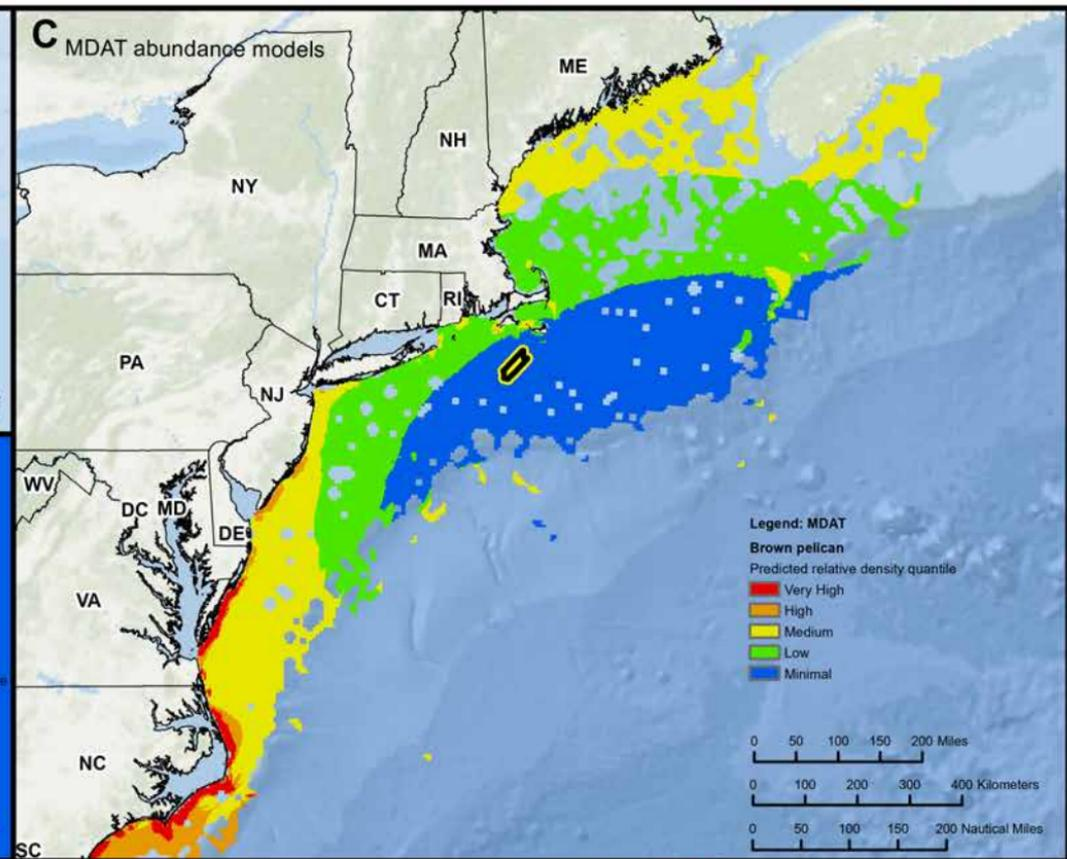 C MDAT abundance models
ME
NH
NY
MA
CT
RI
PA
NJ
WV
DC
MD
DE
VA
NC
SC
Legend: MDAT
Brown pelican
Predicted relative density quantile
Very High
High
Medium
Low
Minimal
0 50 100 150 200 Miles
0 100 200 300 400 Kilometers
0 50 100 150 200 Nautical Miles